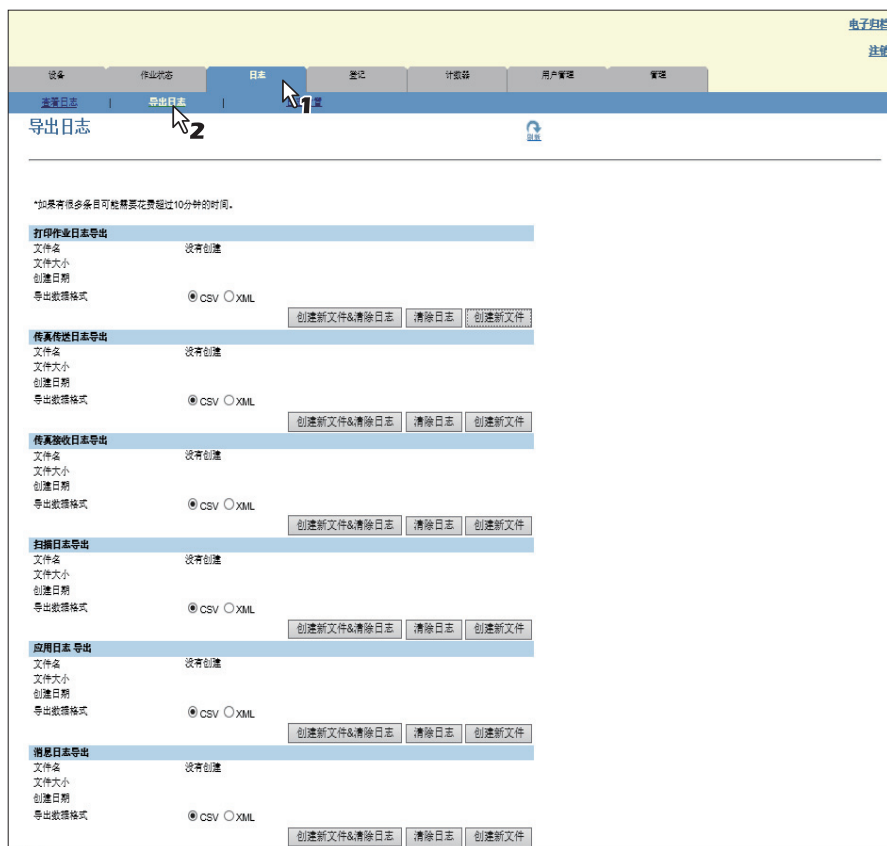 电子归档
注销
设备 作业状态 日志 登记 计数器 用户管理 管理
查看日志 | 导出日志 | 置
1
2
导出日志
刷新
*如果有很多条目可能需要花费超过10分钟的时间。
打印作业日志导出
文件名 没有创建
文件大小
创建日期
导出数据格式 CSV XML
创建新文件&清除日志 清除日志 创建新文件
传真传送日志导出
文件名 没有创建
文件大小
创建日期
导出数据格式 CSV XML
创建新文件&清除日志 清除日志 创建新文件
传真接收日志导出
文件名 没有创建
文件大小
创建日期
导出数据格式 CSV XML
创建新文件&清除日志 清除日志 创建新文件
扫描日志导出
文件名 没有创建
文件大小
创建日期
导出数据格式 CSV XML
创建新文件&清除日志 清除日志 创建新文件
应用日志 导出
文件名 没有创建
文件大小
创建日期
导出数据格式 CSV XML
创建新文件&清除日志 清除日志 创建新文件
消息日志导出
文件名 没有创建
文件大小
创建日期
导出数据格式 CSV XML
创建新文件&清除日志 清除日志 创建新文件